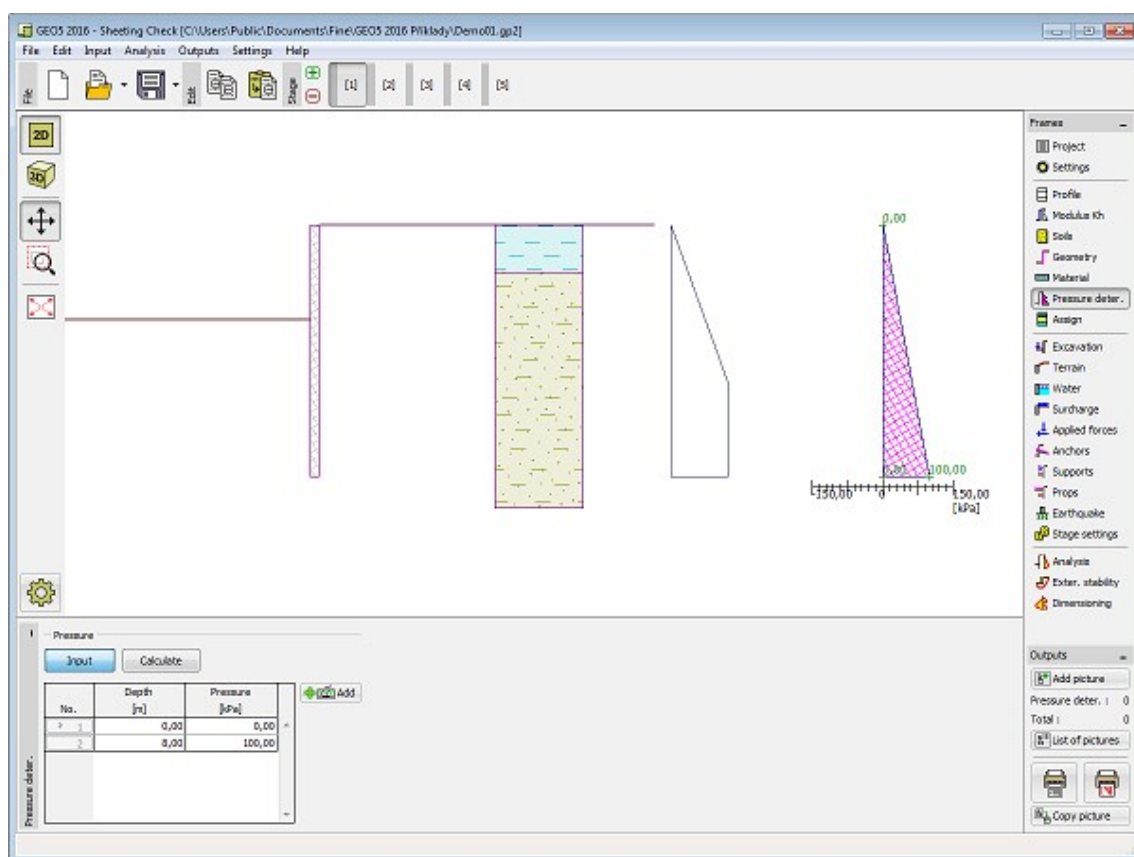 GEO5 2016 - Sheeting Check [C:\Users\Public\Documents\Fine\GEO5 2016 Příklady\Demo01.gp2]
File Edit Input Analysis Outputs Settings Help
File
Edit
Stage
[1] [2] [3] [4] [5]
2D
3D
0,00
100,00
-150,00 0 150,00
[kPa]
Frames
Project
Settings
Profile
Modulus Kh
Soils
Geometry
Material
Pressure deter.
Assign
Excavation
Terrain
Water
Surcharge
Applied forces
Anchors
Supports
Props
Earthquake
Stage settings
Analysis
Exter. stability
Dimensioning
Pressure
Input Calculate
No. Depth [m] Pressure [kPa]
1 0,00 0,00
2 8,00 100,00
Add
Pressure deter.
Outputs
Add picture
Pressure deter. : 0
Total : 0
List of pictures
Copy picture